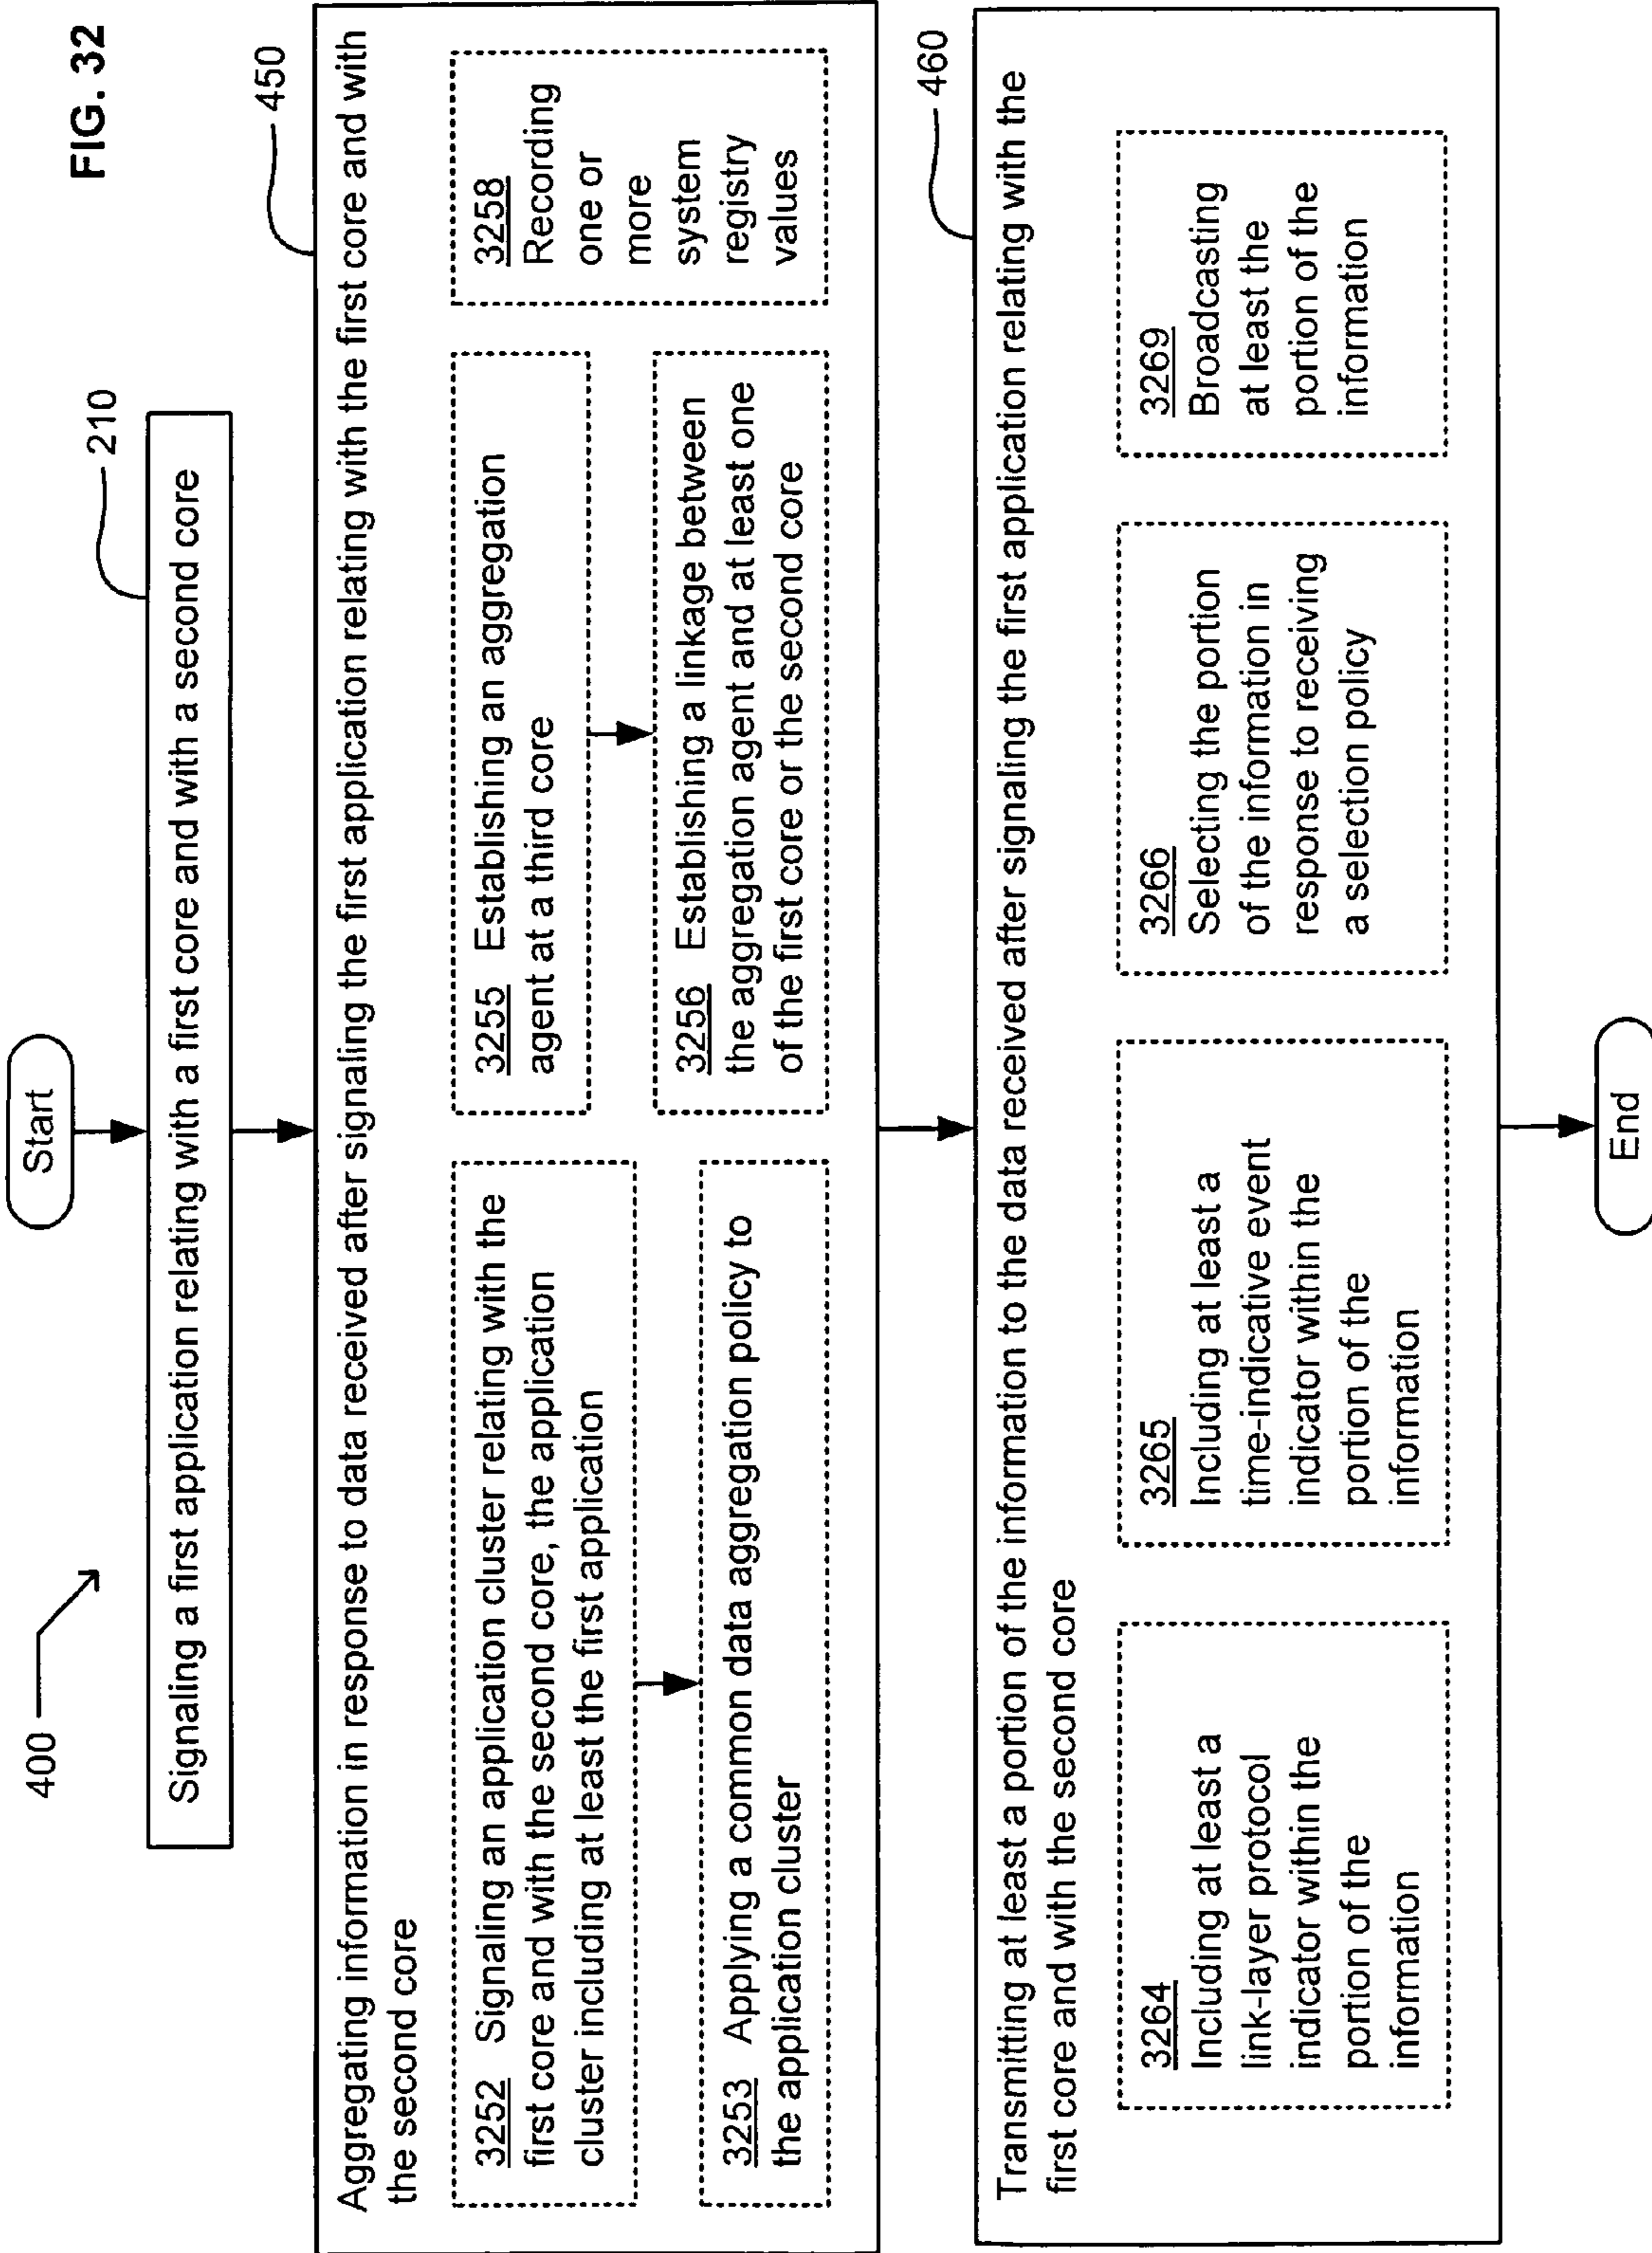 FIG. 32
400
Start
210
Signaling a first application relating with a first core and with a second core
450
Aggregating information in response to data received after signaling the first application relating with the first core and with
the second core
3252 Signaling an application cluster relating with the
first core and with the second core, the application
cluster including at least the first application
3253 Applying a common data aggregation policy to
the application cluster
3255 Establishing an aggregation
agent at a third core
3256 Establishing a linkage between
the aggregation agent and at least one
of the first core or the second core
3258
Recording
one or
more
system
registry
values
460
Transmitting at least a portion of the information to the data received after signaling the first application relating with the
first core and with the second core
3264
Including at least a
link-layer protocol
indicator within the
portion of the
information
3265
Including at least a
time-indicative event
indicator within the
portion of the
information
3266
Selecting the portion
of the information in
response to receiving
a selection policy
3269
Broadcasting
at least the
portion of the
information
End